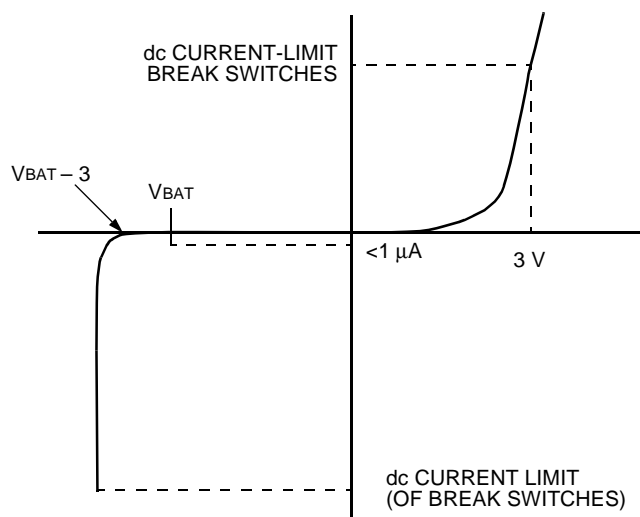 dc CURRENT-LIMIT
BREAK SWITCHES
VBAT – 3
VBAT
<1 μA
3 V
dc CURRENT LIMIT
(OF BREAK SWITCHES)